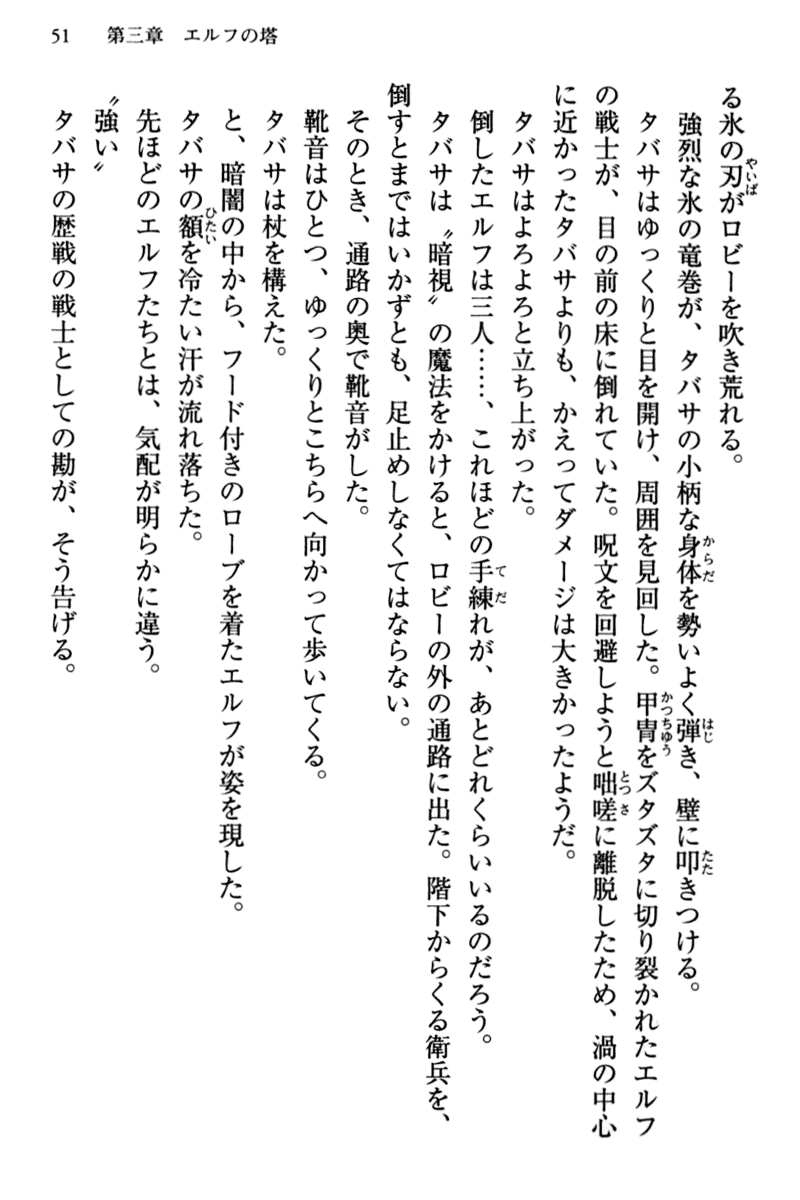 51　第三章　エルフの塔
る氷の刃がロビーを吹き荒れる。
強烈な氷の竜巻が、タバサの小柄な身体を勢いよく弾き、壁に叩きつける。
タバサはゆっくりと目を開け、周囲を見回した。甲冑をズタズタに切り裂かれたエルフ
の戦士が、目の前の床に倒れていた。呪文を回避しようと咄嗟に離脱したため、渦の中心
に近かったタバサよりも、かえってダメージは大きかったようだ。
タバサはよろよろと立ち上がった。
倒したエルフは三人……、これほどの手練れが、あとどれくらいいるのだろう。
タバサは〝暗視〟の魔法をかけると、ロビーの外の通路に出た。階下からくる衛兵を、
倒すとまではいかずとも、足止めしなくてはならない。
そのとき、通路の奥で靴音がした。
靴音はひとつ、ゆっくりとこちらへ向かって歩いてくる。
タバサは杖を構えた。
と、暗闇の中から、フード付きのローブを着たエルフが姿を現した。
タバサの額を冷たい汗が流れ落ちた。
先ほどのエルフたちとは、気配が明らかに違う。
〝強い〟
タバサの歴戦の戦士としての勘が、そう告げる。